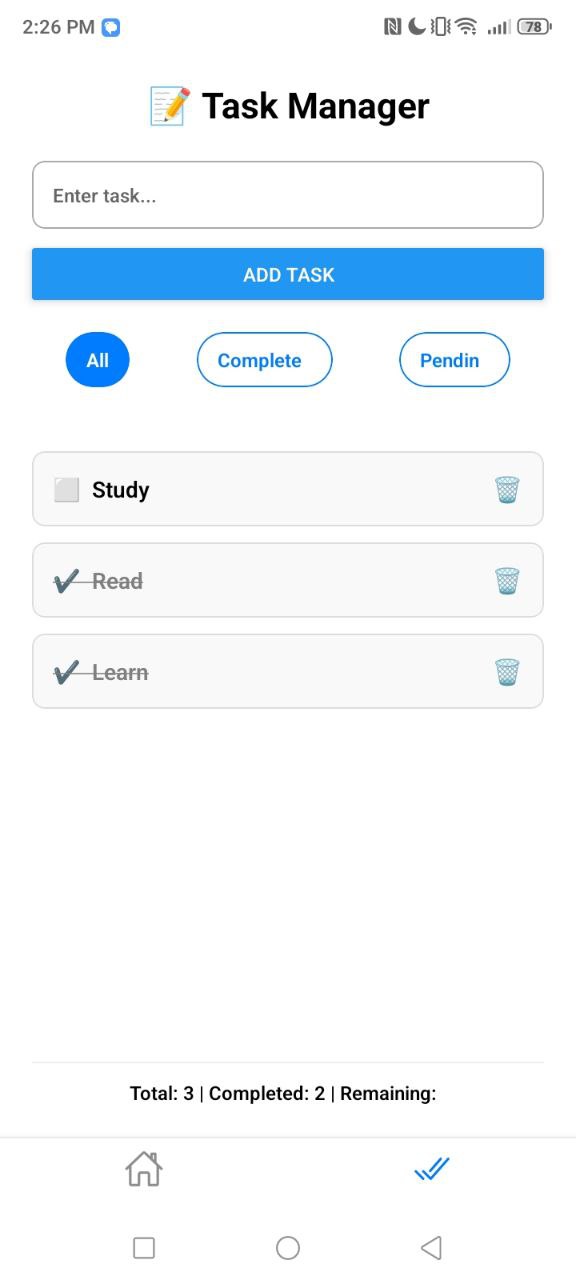 2:26 PM
78
📝 Task Manager
Enter task...
ADD TASK
All
Complete
Pendin
Study
Read
Learn
Total: 3 | Completed: 2 | Remaining: